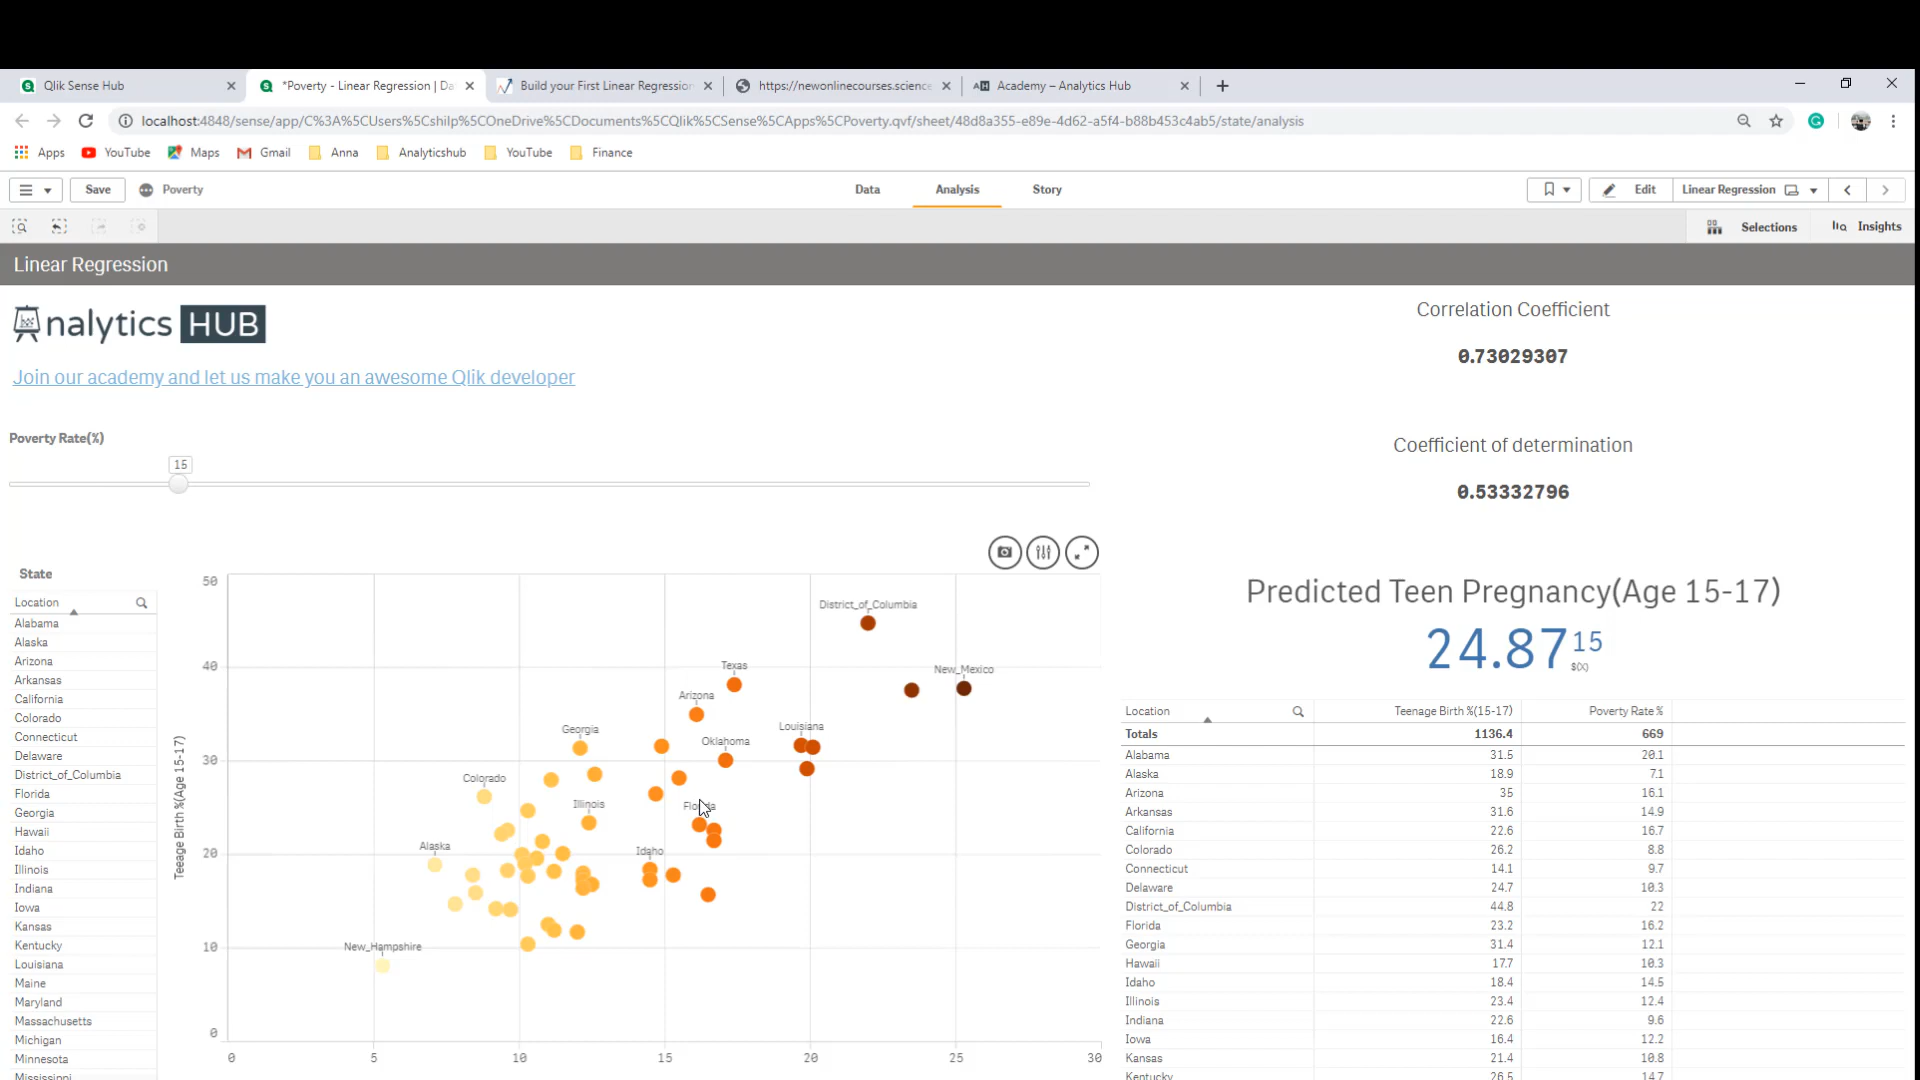 Qlik Sense Hub
*Poverty - Linear Regression | Da
Build your First Linear Regression
https://newonlinecourses.science
Academy – Analytics Hub
localhost:4848/sense/app/C%3A%5CUsers%5Cshilp%5COneDrive%5CDocuments%5CQlik%5CSense%5CApps%5CPoverty.qvf/sheet/48d8a355-e89e-4d62-a5f4-b88b453c4ab5/state/analysis
Apps YouTube Maps Gmail Anna Analyticshub YouTube Finance
Save Poverty Data Analysis Story Edit Linear Regression
Selections Insights
Linear Regression
nalytics HUB
Join our academy and let us make you an awesome Qlik developer
Correlation Coefficient
0.73029307
Poverty Rate(%)
15
Coefficient of determination
0.53332796
Predicted Teen Pregnancy(Age 15-17)
24.87 15
State
Location
Alabama
Alaska
Arizona
Arkansas
California
Colorado
Connecticut
Delaware
District_of_Columbia
Florida
Georgia
Hawaii
Idaho
Illinois
Indiana
Iowa
Kansas
Kentucky
Louisiana
Maine
Maryland
Massachusetts
Michigan
Minnesota
Mississippi
Teeage Birth %(Age 15-17)
50
40
30
20
10
0
0 5 10 15 20 25 30
District_of_Columbia
Texas
New_Mexico
Arizona
Georgia
Louisiana
Oklahoma
Colorado
Illinois
Florida
Alaska
Idaho
New_Hampshire
Location Teenage Birth %(15-17) Poverty Rate %
Totals 1136.4 669
Alabama 31.5 20.1
Alaska 18.9 7.1
Arizona 35 16.1
Arkansas 31.6 14.9
California 22.6 16.7
Colorado 26.2 8.8
Connecticut 14.1 9.7
Delaware 24.7 10.3
District_of_Columbia 44.8 22
Florida 23.2 16.2
Georgia 31.4 12.1
Hawaii 17.7 10.3
Idaho 18.4 14.5
Illinois 23.4 12.4
Indiana 22.6 9.6
Iowa 16.4 12.2
Kansas 21.4 10.8
Kentucky 26.5 14.7